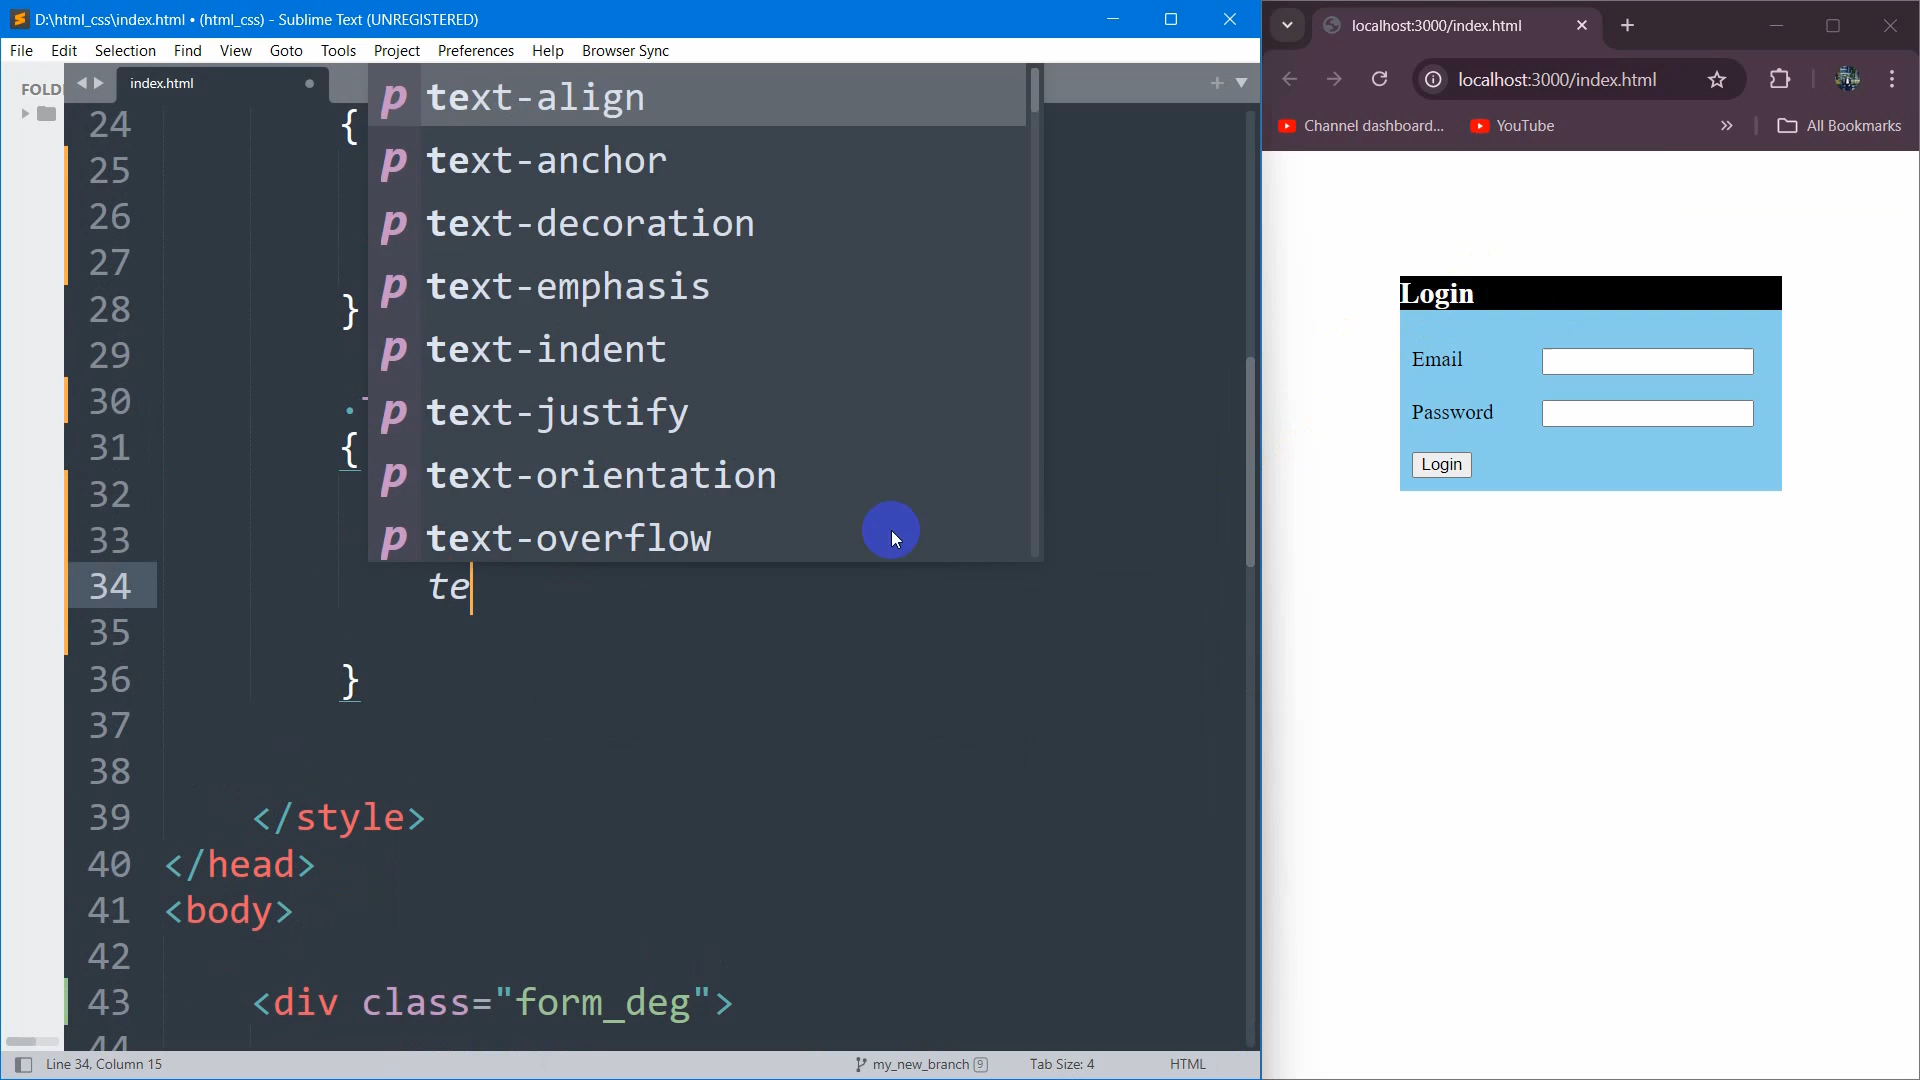 D:\html_css\index.html • (html_css) - Sublime Text (UNREGISTERED)
File Edit Selection Find View Goto Tools Project Preferences Help Browser Sync
FOLD
index.html
24 {
25
26
27
28 }
29
30 .
31 {
32
33
34 te
35
36 }
37
38
39 </style>
40 </head>
41 <body>
42
43 <div class="form_deg">
44
p text-align
p text-anchor
p text-decoration
p text-emphasis
p text-indent
p text-justify
p text-orientation
p text-overflow
Line 34, Column 15
my_new_branch 9
Tab Size: 4
HTML
localhost:3000/index.html
localhost:3000/index.html
Channel dashboard...
YouTube
»
All Bookmarks
Login
Email
Password
Login